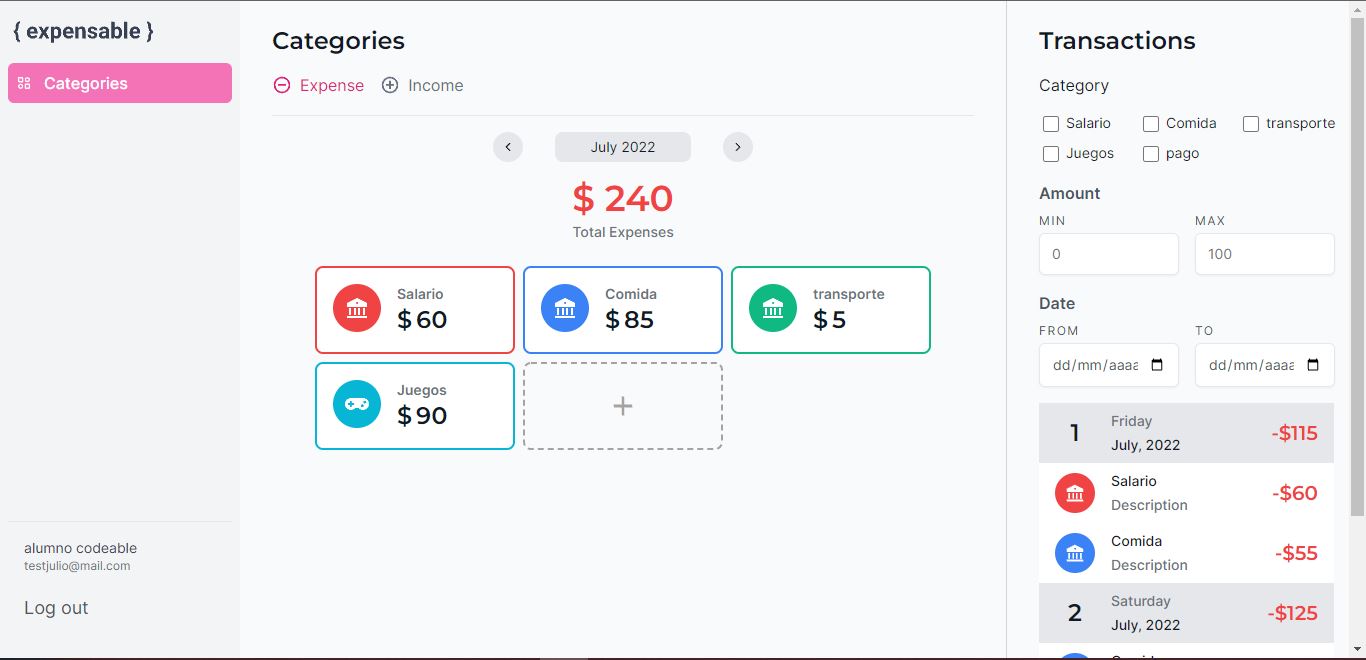 { expensable }
Categories
alumno codeable
testjulio@mail.com
Log out
Categories
Expense Income
July 2022
$ 240
Total Expenses
Salario
$ 60
Comida
$ 85
transporte
$ 5
Juegos
$ 90
Transactions
Category
Salario Comida transporte
Juegos pago
Amount
MIN MAX
0 100
Date
FROM TO
dd/mm/aaaa dd/mm/aaaa
1 Friday
July, 2022 -$115
Salario
Description -$60
Comida
Description -$55
2 Saturday
July, 2022 -$125